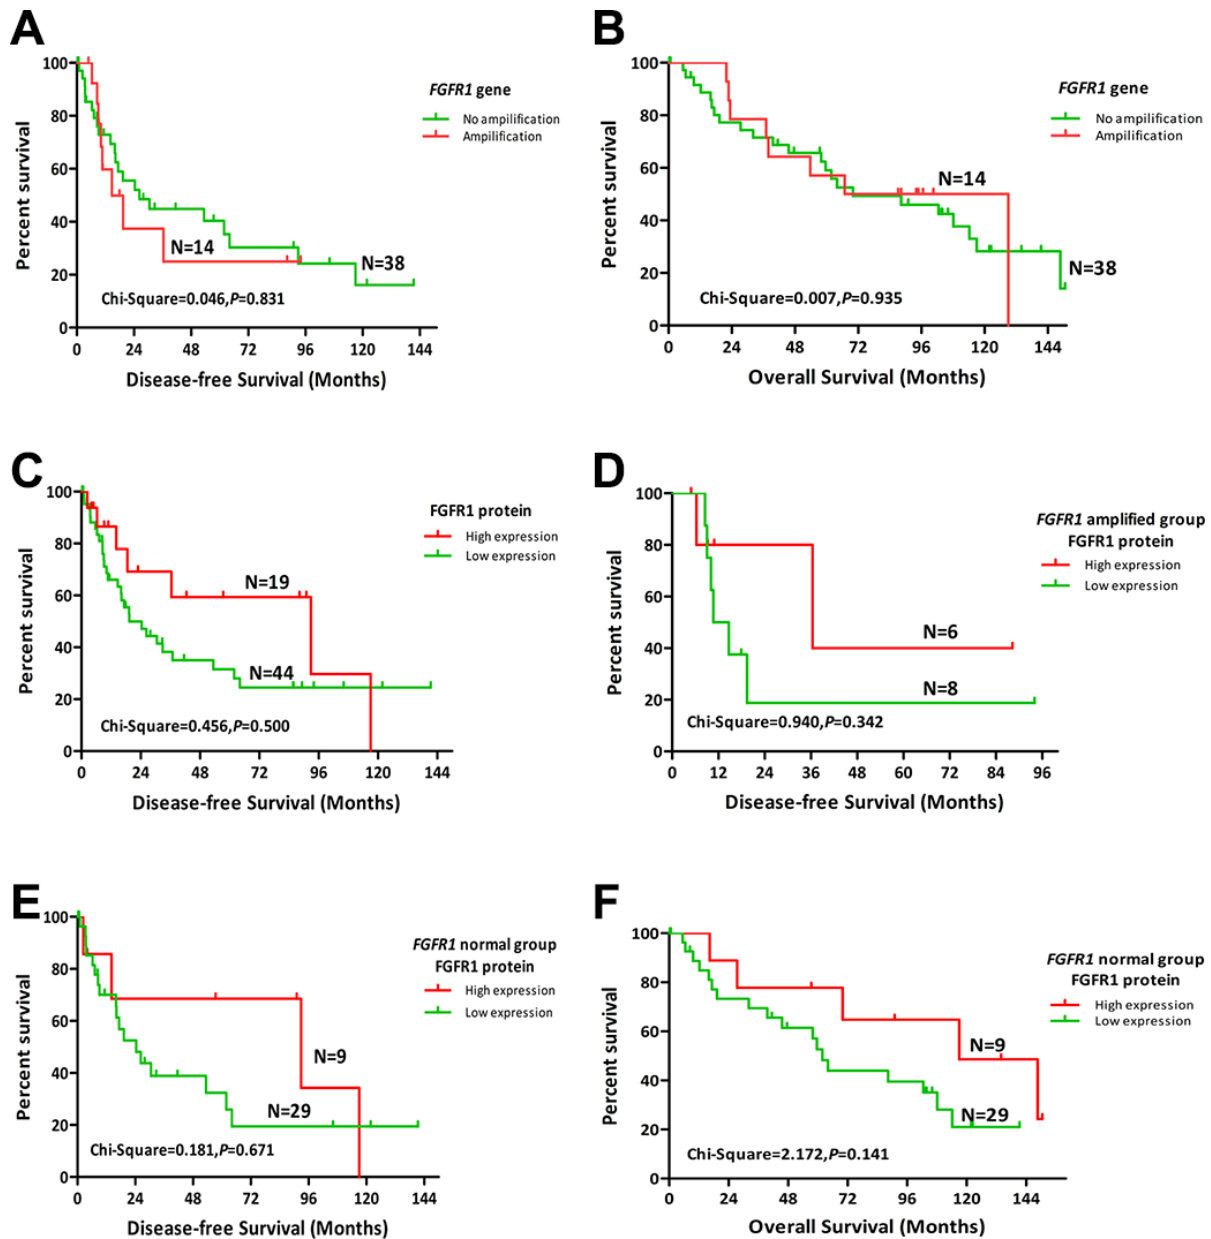 A
100
80
60
40
20
0
Percent survival
FGFR1 gene
No ampilification
Ampilification
N=14
N=38
Chi-Square=0.046,P=0.831
0 24 48 72 96 120 144
Disease-free Survival (Months)
B
100
80
60
40
20
0
Percent survival
FGFR1 gene
No ampilification
Ampilification
N=14
N=38
Chi-Square=0.007,P=0.935
0 24 48 72 96 120 144
Overall Survival (Months)
C
100
80
60
40
20
0
Percent survival
FGFR1 protein
High expression
Low expression
N=19
N=44
Chi-Square=0.456,P=0.500
0 24 48 72 96 120 144
Disease-free Survival (Months)
D
100
80
60
40
20
0
Percent survival
FGFR1 amplified group
FGFR1 protein
High expression
Low expression
N=6
N=8
Chi-Square=0.940,P=0.342
0 12 24 36 48 60 72 84 96
Disease-free Survival (Months)
E
100
80
60
40
20
0
Percent survival
FGFR1 normal group
FGFR1 protein
High expression
Low expression
N=9
N=29
Chi-Square=0.181,P=0.671
0 24 48 72 96 120 144
Disease-free Survival (Months)
F
100
80
60
40
20
0
Percent survival
FGFR1 normal group
FGFR1 protein
High expression
Low expression
N=9
N=29
Chi-Square=2.172,P=0.141
0 24 48 72 96 120 144
Overall Survival (Months)